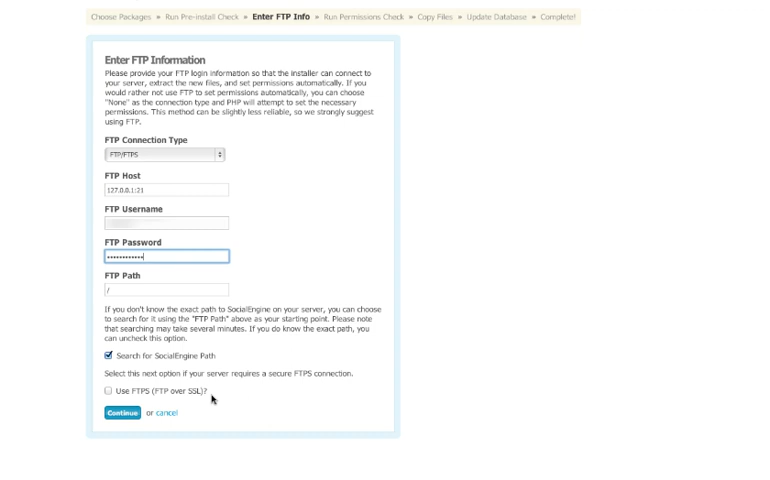 Choose Packages » Run Pre-install Check » Enter FTP Info » Run Permissions Check » Copy Files » Update Database » Complete!
Enter FTP Information
Please provide your FTP login information so that the installer can connect to
your server, extract the new files, and set permissions automatically. If you
would rather not use FTP to set permissions automatically, you can choose
"None" as the connection type and PHP will attempt to set the necessary
permissions. This method can be slightly less reliable, so we strongly suggest
using FTP.
FTP Connection Type
FTP/FTPS
FTP Host
127.0.0.1:21
FTP Username
FTP Password
••••••••••••
FTP Path
/
If you don't know the exact path to SocialEngine on your server, you can choose
to search for it using the "FTP Path" above as your starting point. Please note
that searching may take several minutes. If you do know the exact path, you
can uncheck this option.
Search for SocialEngine Path
Select this next option if your server requires a secure FTPS connection.
Use FTPS (FTP over SSL)?
Continue or cancel